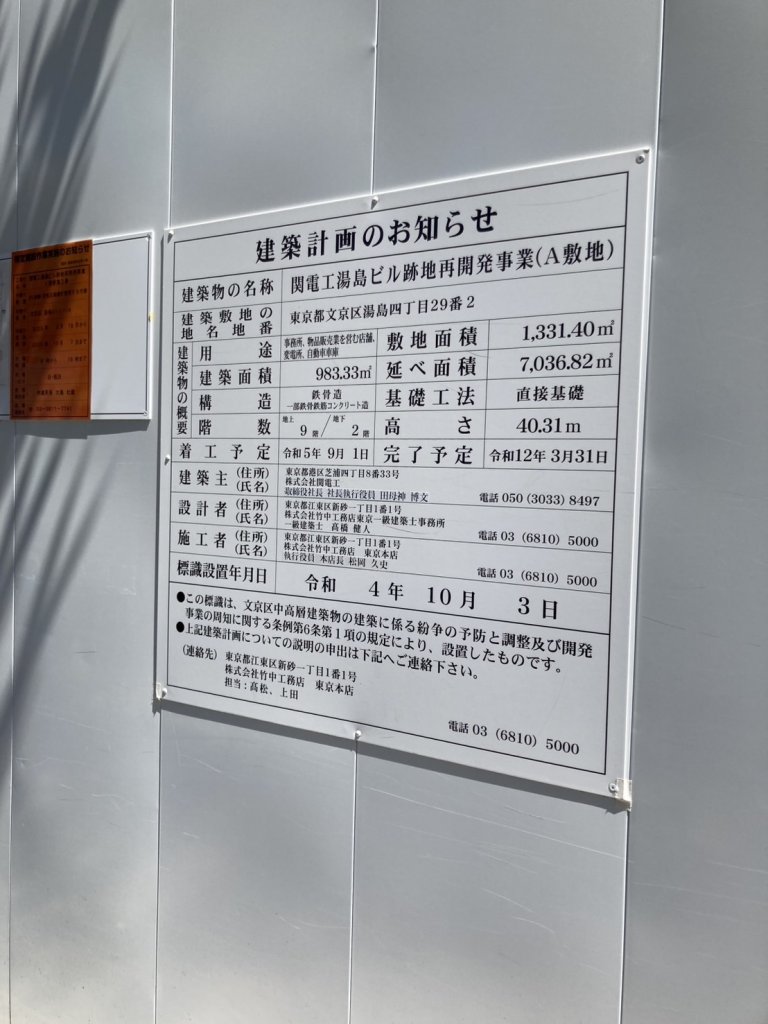 建築計画のお知らせ
建築物の名称 関電工湯島ビル跡地再開発事業(A敷地)
建築敷地の地名地番 東京都文京区湯島四丁目29番2
建築物の概要
用途 事務所、物品販売業を営む店舗、変電所、自動車車庫 敷地面積 1,331.40㎡
建築面積 983.33㎡ 延べ面積 7,036.82㎡
構造 鉄骨造 一部鉄骨鉄筋コンクリート造 基礎工法 直接基礎
階数 地上 9階/地下 2階 高さ 40.31m
着工予定 令和5年 9月 1日 完了予定 令和12年 3月31日
建築主(住所)(氏名) 東京都港区芝浦四丁目8番33号
株式会社関電工
取締役社長 社長執行役員 田母神 博文 電話 050(3033)8497
設計者(住所)(氏名) 東京都江東区新砂一丁目1番1号
株式会社竹中工務店東京一級建築士事務所
一級建築士 髙橋 健人 電話 03(6810)5000
施工者(住所)(氏名) 東京都江東区新砂一丁目1番1号
株式会社竹中工務店 東京本店
執行役員 本店長 松岡 久史 電話 03(6810)5000
標識設置年月日 令和 4年 10月 3日
●この標識は、文京区中高層建築物の建築に係る紛争の予防と調整及び開発
事業の周知に関する条例第6条第1項の規定により、設置したものです。
●上記建築計画についての説明の申出は下記へご連絡下さい。
(連絡先) 東京都江東区新砂一丁目1番1号
株式会社竹中工務店 東京本店
担当:髙松、上田
電話 03(6810)5000